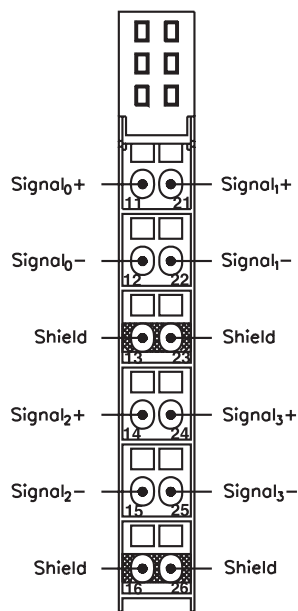 Signal₀+ 11 21 Signal₁+
Signal₀− 12 22 Signal₁−
Shield 13 23 Shield
Signal₂+ 14 24 Signal₃+
Signal₂− 15 25 Signal₃−
Shield 16 26 Shield